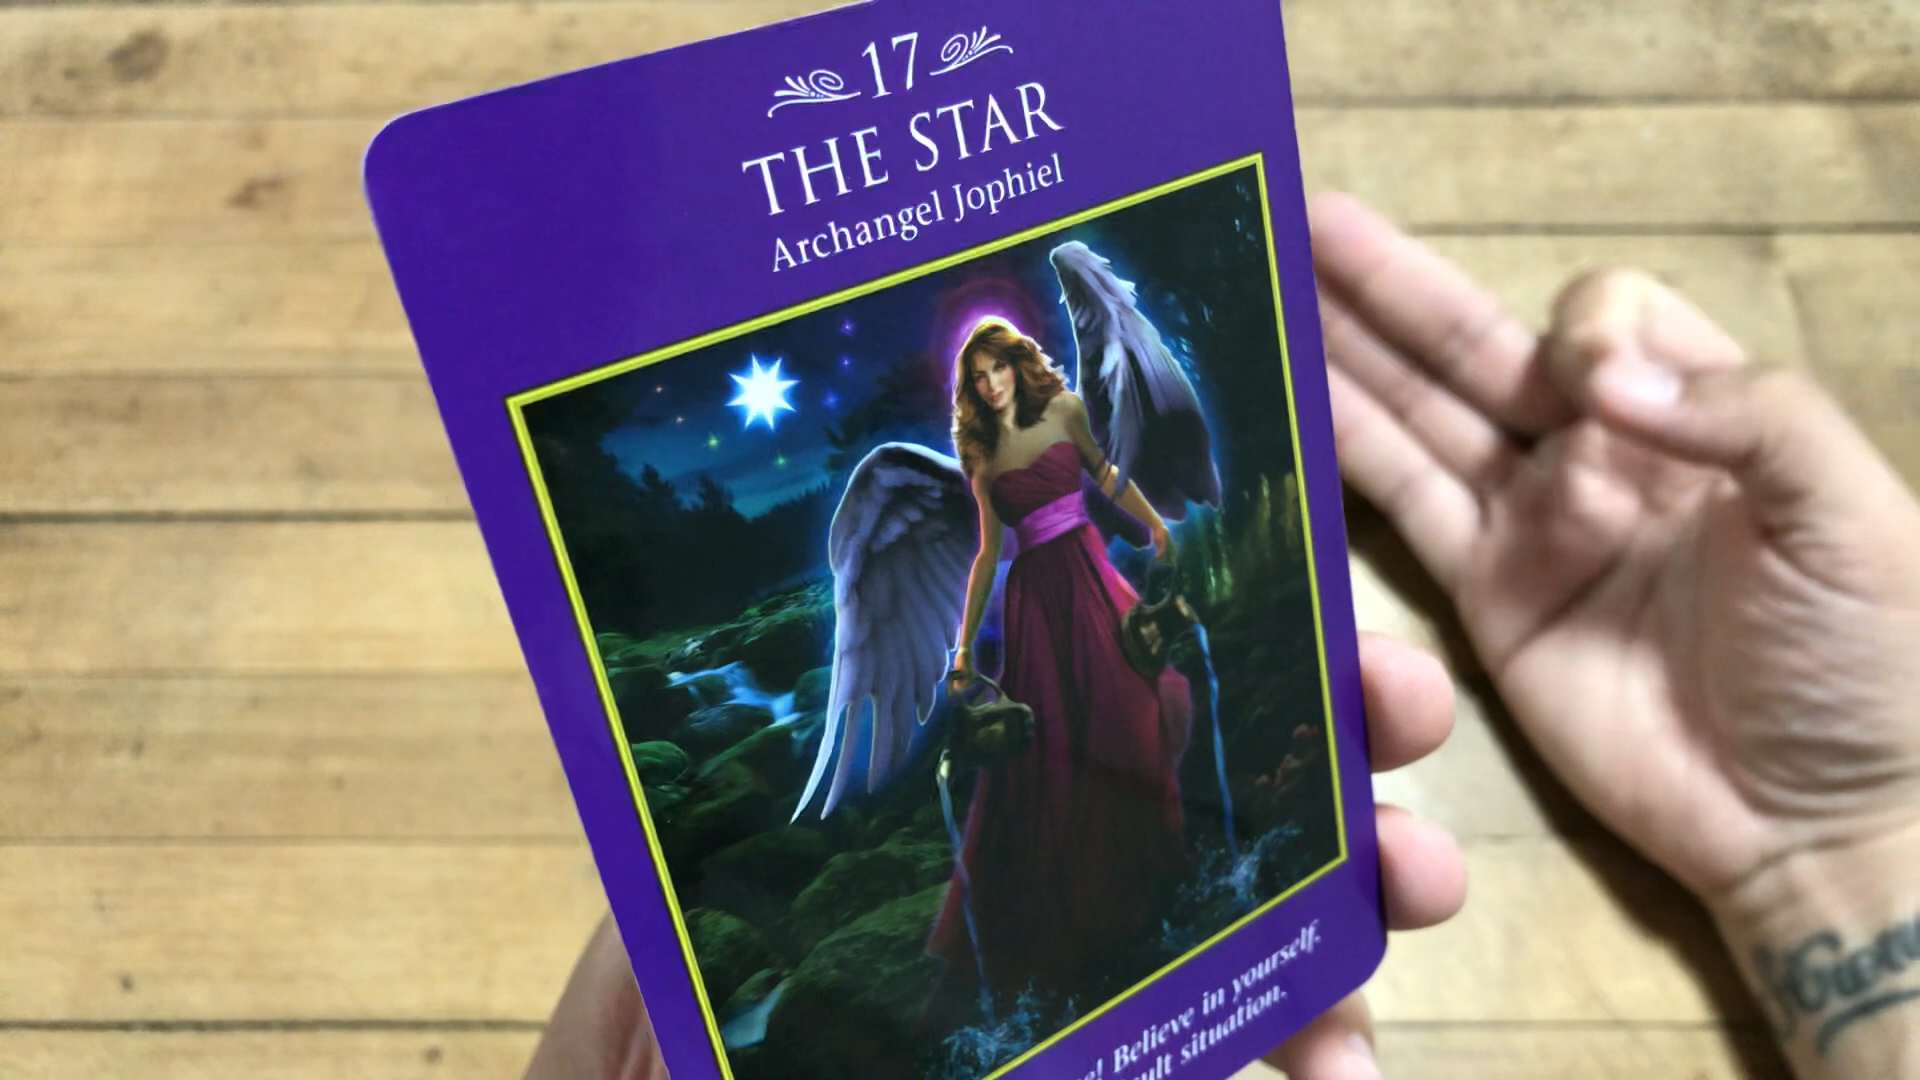 17
THE STAR
Archangel Jophiel
Believe in yourself.
situation.